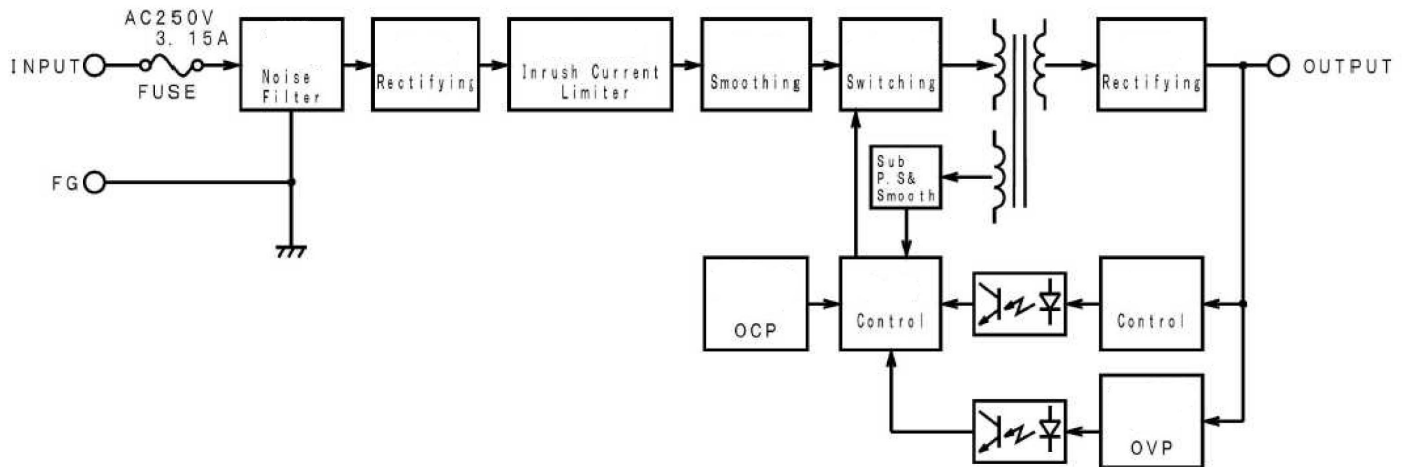 AC250V
3. 15A
INPUT
FUSE
Noise
Filter
Rectifying
Inrush Current
Limiter
Smoothing
Switching
Rectifying
OUTPUT
FG
Sub
P.S&
Smooth
OCP
Control
Control
OVP